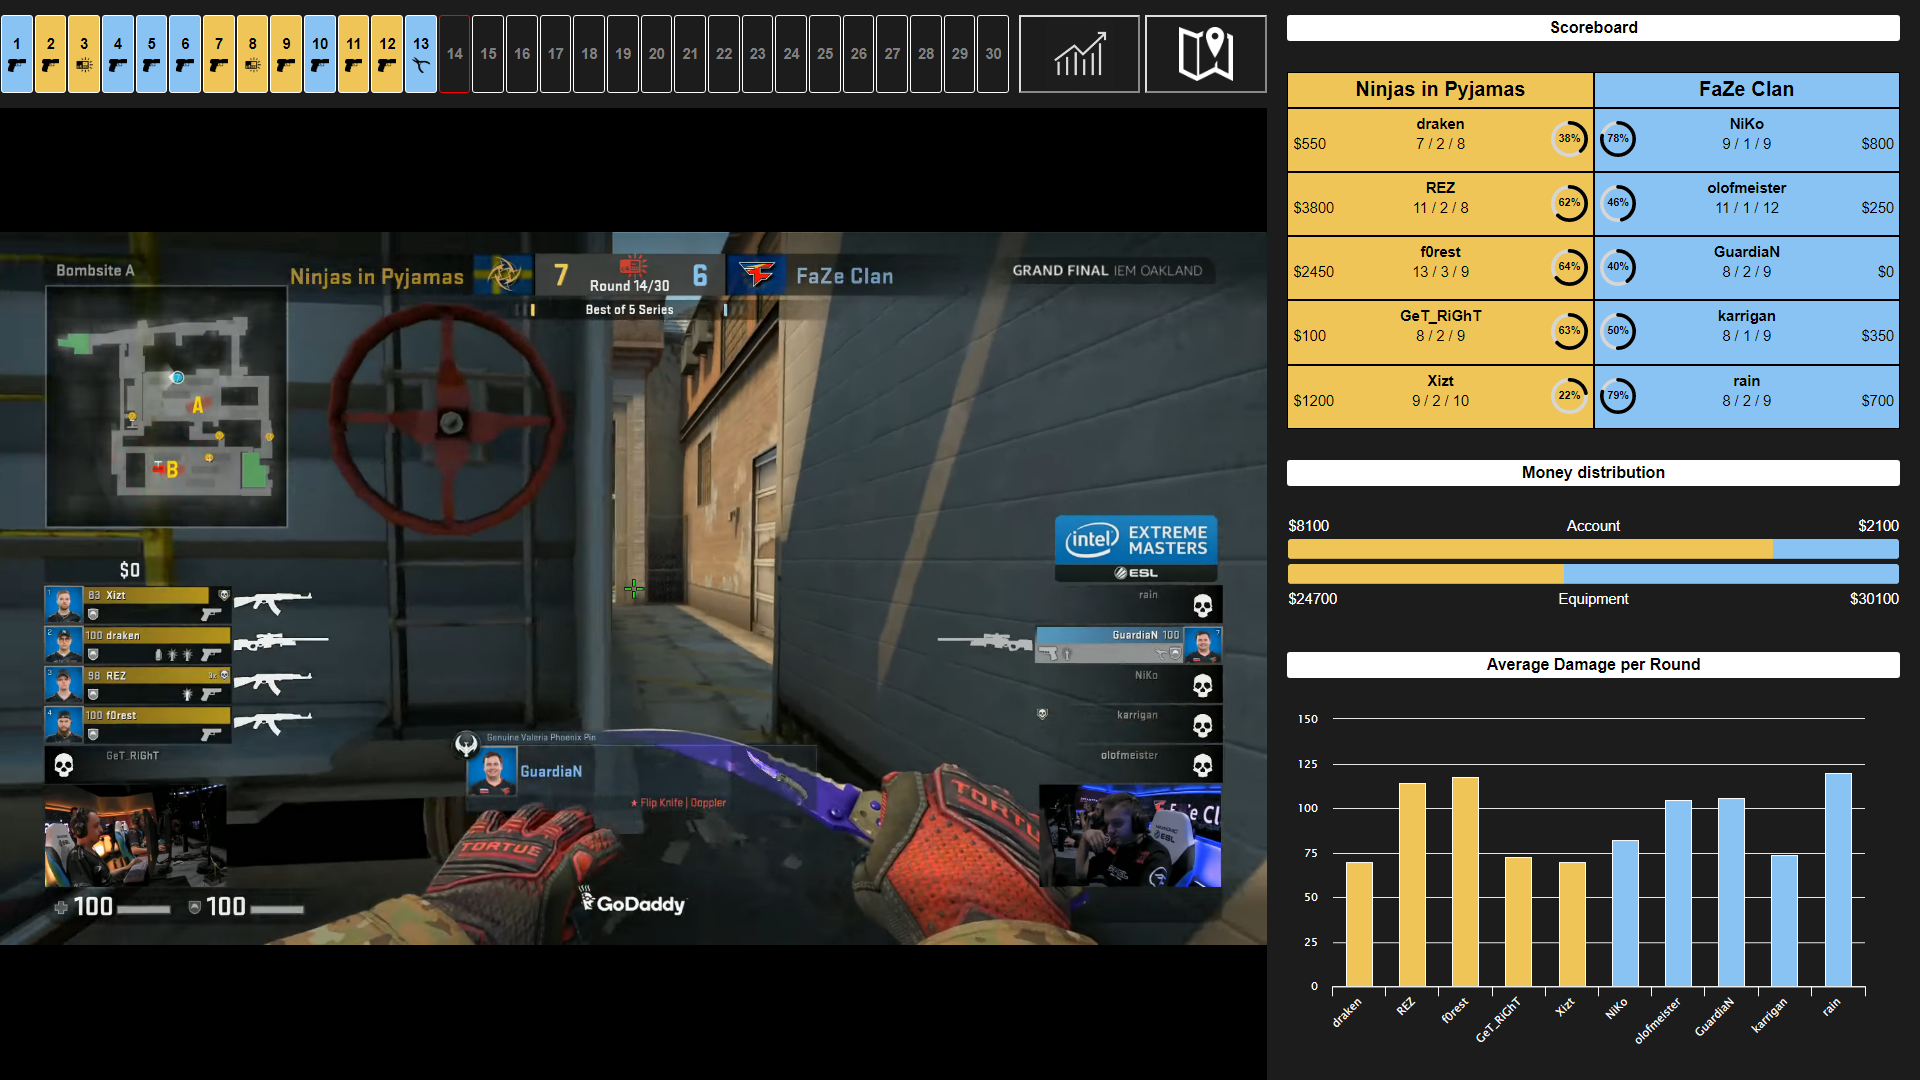 1 2 3 4 5 6 7 8 9 10 11 12 13 14 15 16 17 18 19 20 21 22 23 24 25 26 27 28 29 30
Bombsite A
Ninjas in Pyjamas 7 Round 14/30 6 FaZe Clan
Best of 5 Series
GRAND FINAL IEM OAKLAND
A
B
$0
1 83 Xizt
2 100 draken
3 98 REZ 3x
4 100 f0rest
GeT_RiGhT
intel EXTREME MASTERS
ESL
rain
GuardiaN 100 7
NiKo
karrigan
olofmeister
Genuine Valeria Phoenix Pin
GuardiaN
★ Flip Knife | Doppler
TORTUE
TORTUE
GoDaddy
100 100
Scoreboard
Ninjas in Pyjamas FaZe Clan
draken NiKo
$550 7 / 2 / 8 38% 78% 9 / 1 / 9 $800
REZ olofmeister
$3800 11 / 2 / 8 62% 46% 11 / 1 / 12 $250
f0rest GuardiaN
$2450 13 / 3 / 9 64% 40% 8 / 2 / 9 $0
GeT_RiGhT karrigan
$100 8 / 2 / 9 63% 50% 8 / 1 / 9 $350
Xizt rain
$1200 9 / 2 / 10 22% 79% 8 / 2 / 9 $700
Money distribution
$8100 Account $2100
$24700 Equipment $30100
Average Damage per Round
150
125
100
75
50
25
0
draken REZ f0rest GeT_RiGhT Xizt NiKo olofmeister GuardiaN karrigan rain